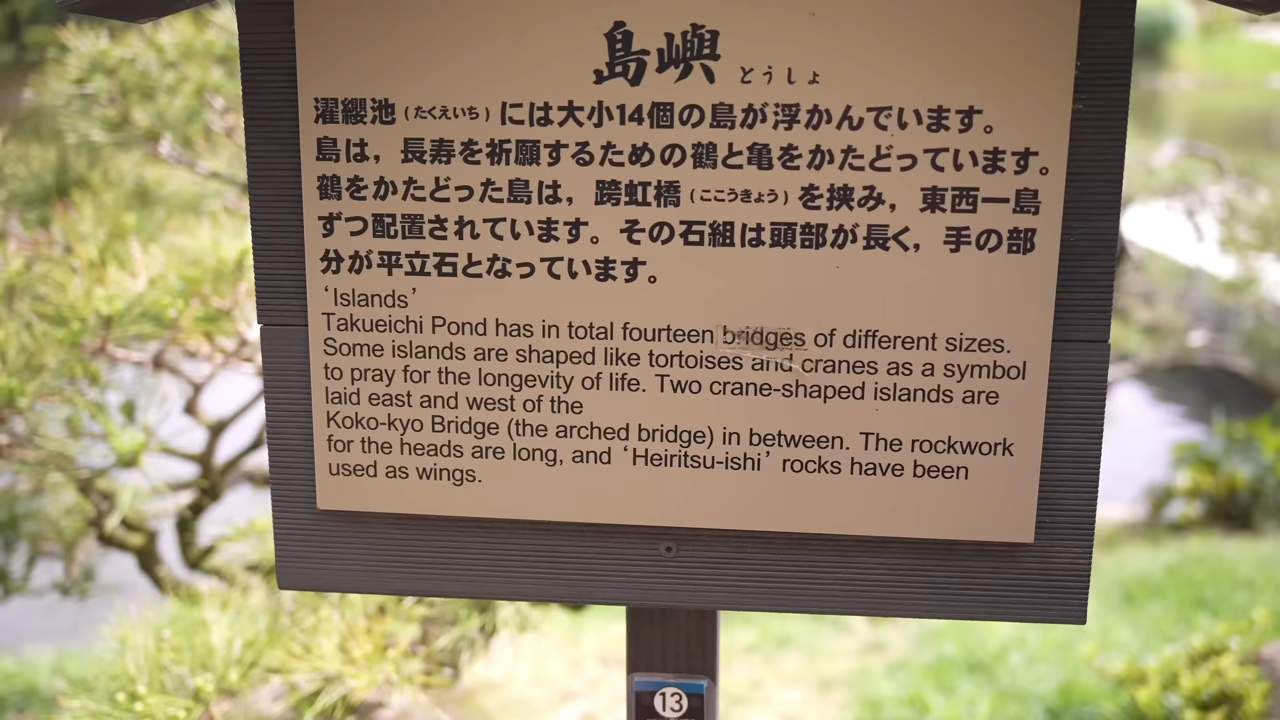 島嶼 とうしょ
濯纓池(たくえいち)には大小14個の島が浮かんでいます。
島は，長寿を祈願するための鶴と亀をかたどっています。
鶴をかたどった島は，跨虹橋(ここうきょう)を挟み，東西一島
ずつ配置されています。その石組は頭部が長く，手の部
分が平立石となっています。
‘Islands’
Takueichi Pond has in total fourteen bridges of different sizes.
Some islands are shaped like tortoises and cranes as a symbol
to pray for the longevity of life. Two crane-shaped islands are
laid east and west of the
Koko-kyo Bridge (the arched bridge) in between. The rockwork
for the heads are long, and ‘Heiritsu-ishi’ rocks have been
used as wings.
13